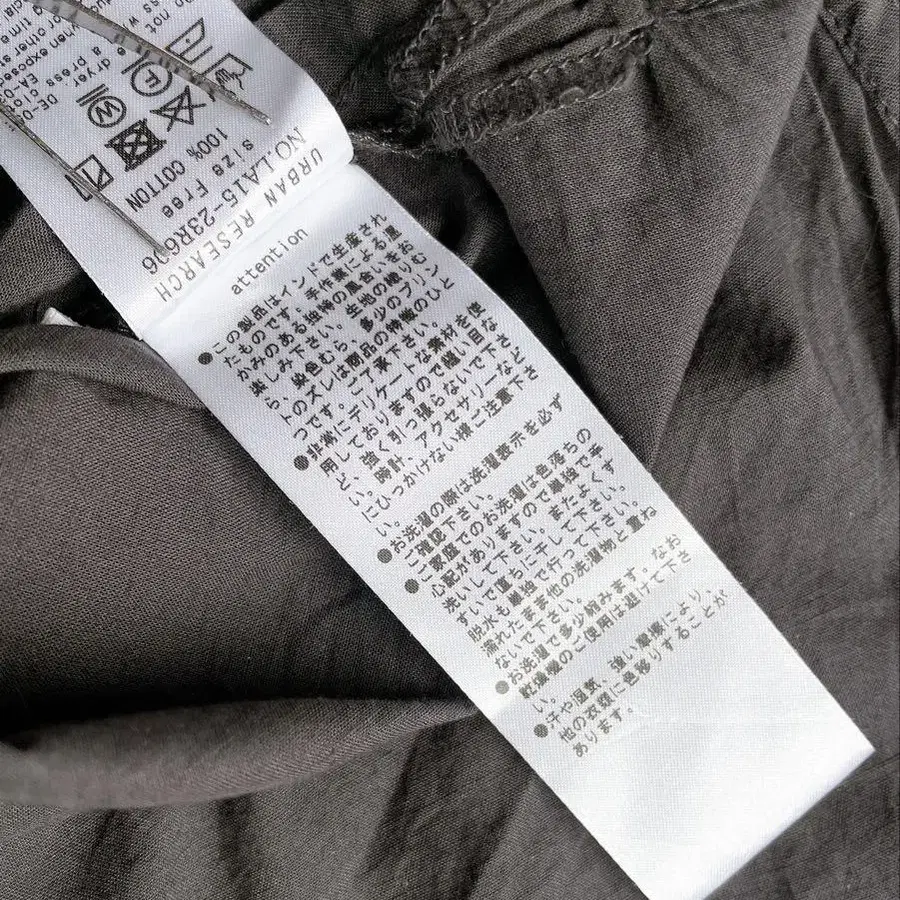 URBAN RESEARCH
NO.LA15-23R606
size Free
100% COTTON
W
F
attention
●この製品はインドで生産され
たものです。手作業による温
かみのある独特の風合いをお
楽しみ下さい。生地の織りむ
ら、染色むら、多少のプリン
トのズレは商品の特徴のひと
つです。ご了承下さい。
●非常にデリケートな素材を使
用しておりますので縫い目な
ど、強く引っ張らないで下さ
い。時計、アクセサリーなど
にひっかけない様ご注意下さ
い。
●お洗濯の際は洗濯表示を必ず
ご確認下さい。
●ご家庭でのお洗濯は色落ちの
心配がありますので単独で手
洗いして下さい。またよくす
すいで直ちに干して下さい。
脱水も単独で行って下さい。
濡れたまま他の洗濯物と重ね
ないで下さい。
●お洗濯で多少縮みます。なお
乾燥機のご使用は避けて下さ
い。
●汗や湿気、強い摩擦により、
他の衣類に色移りすることが
あります。